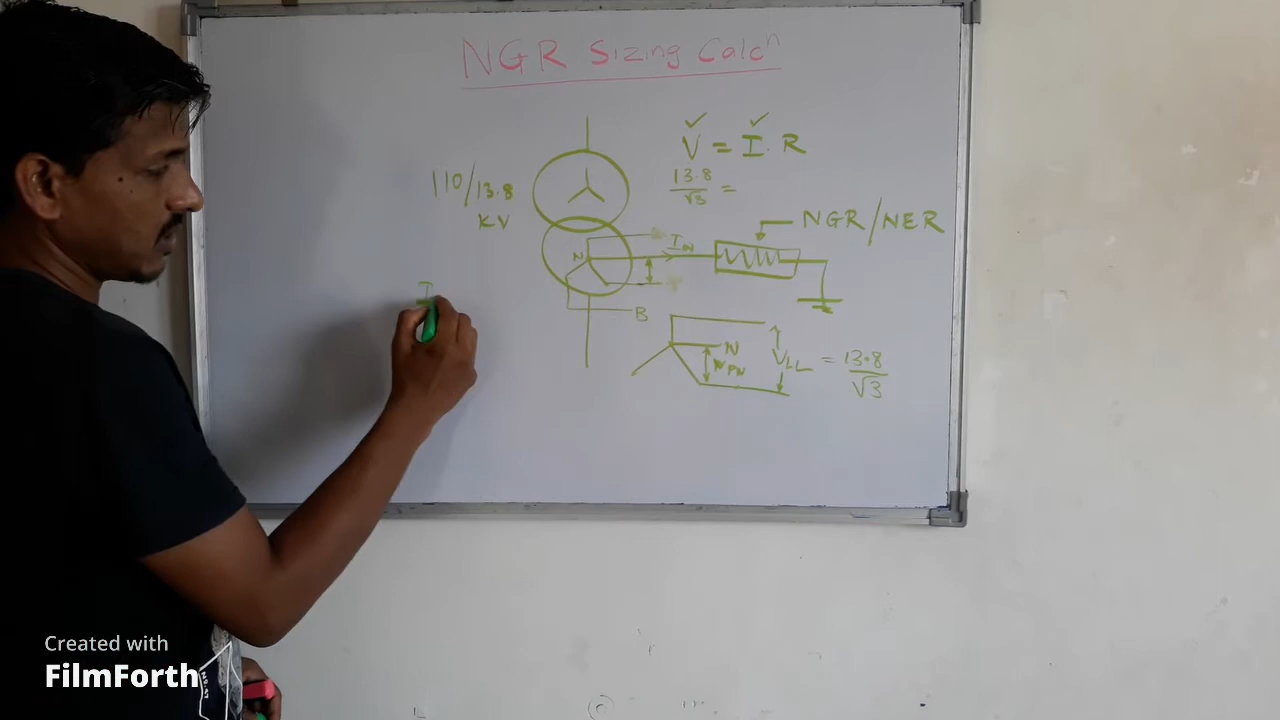 NGR Sizing Calcⁿ
V = I. R
110/13.8
KV
13.8
√3 =
NGR/NER
N
I_N
B
N
V_PN
V_LL = 13.8
√3
I
Created with
FilmForth